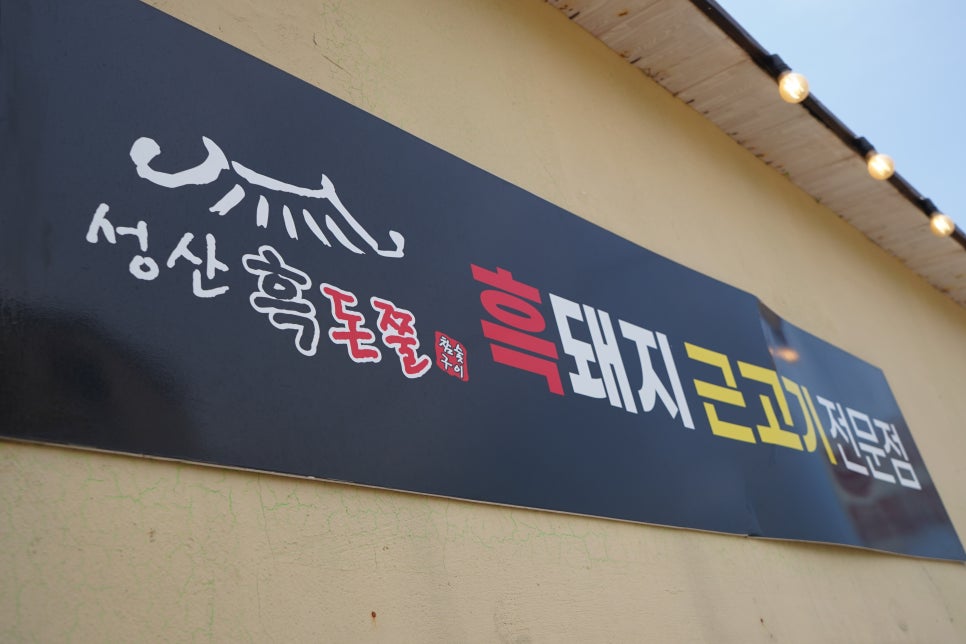 성산흑돈쭐
참숯
구이
흑돼지근고기전문점